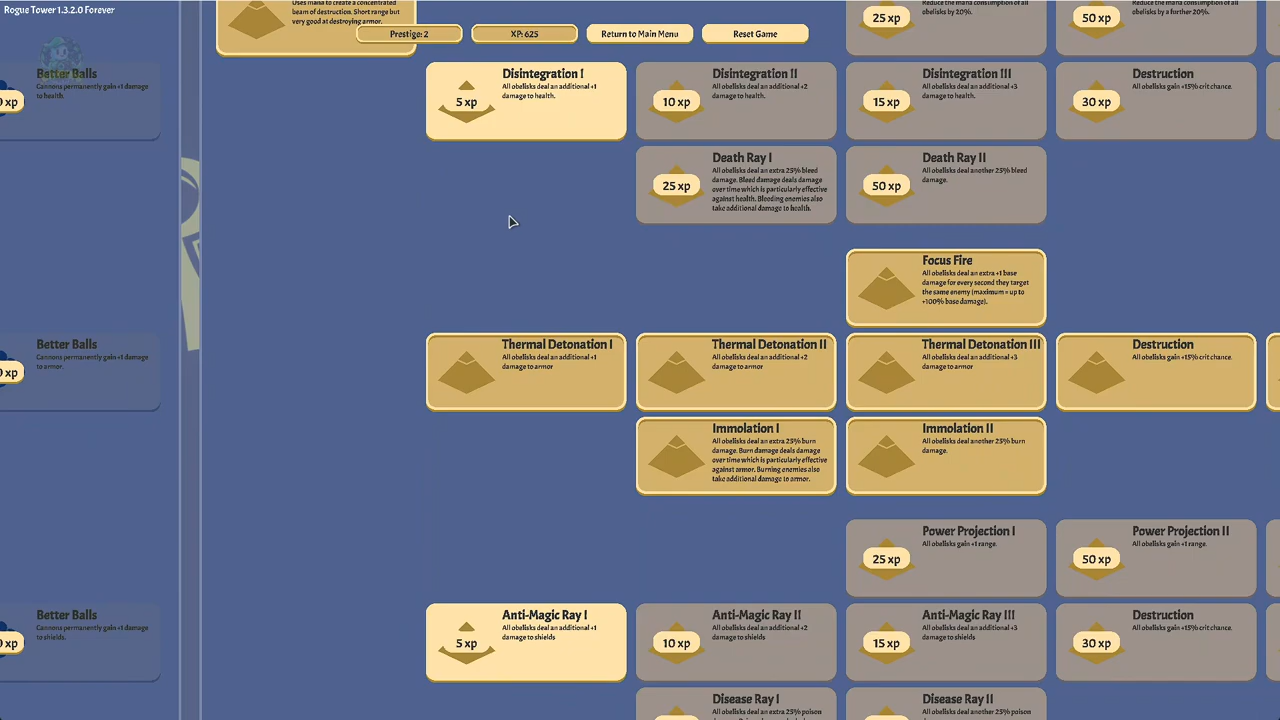 Rogue Tower 1.3.2.0 Forever
Uses mana to create a concentrated
beam of destruction. Short range but
very good at destroying armor.
Prestige: 2
XP: 625
Return to Main Menu
Reset Game
25 xp
Reduce the mana consumption of all
obelisks by 20%.
50 xp
Reduce the mana consumption of all
obelisks by a further 20%.
Better Balls
Cannons permanently gain +1 damage
to health.
0 xp
Disintegration I
All obelisks deal an additional +1
damage to health.
5 xp
Disintegration II
All obelisks deal an additional +2
damage to health.
10 xp
Disintegration III
All obelisks deal an additional +3
damage to health.
15 xp
Destruction
All obelisks gain +15% crit chance.
30 xp
Death Ray I
All obelisks deal an extra 25% bleed
damage. Bleed damage deals damage
over time which is particularly effective
against health. Bleeding enemies also
take additional damage to health.
25 xp
Death Ray II
All obelisks deal another 25% bleed
damage.
50 xp
Focus Fire
All obelisks deal an extra +1 base
damage for every second they target
the same enemy (maximum = up to
+100% base damage).
Better Balls
Cannons permanently gain +1 damage
to armor.
0 xp
Thermal Detonation I
All obelisks deal an additional +1
damage to armor
Thermal Detonation II
All obelisks deal an additional +2
damage to armor
Thermal Detonation III
All obelisks deal an additional +3
damage to armor
Destruction
All obelisks gain +15% crit chance.
Immolation I
All obelisks deal an extra 25% burn
damage. Burn damage deals damage
over time which is particularly effective
against armor. Burning enemies also
take additional damage to armor.
Immolation II
All obelisks deal another 25% burn
damage.
Power Projection I
All obelisks gain +1 range.
25 xp
Power Projection II
All obelisks gain +1 range.
50 xp
Better Balls
Cannons permanently gain +1 damage
to shields.
0 xp
Anti-Magic Ray I
All obelisks deal an additional +1
damage to shields
5 xp
Anti-Magic Ray II
All obelisks deal an additional +2
damage to shields
10 xp
Anti-Magic Ray III
All obelisks deal an additional +3
damage to shields
15 xp
Destruction
All obelisks gain +15% crit chance.
30 xp
Disease Ray I
All obelisks deal an extra 25% poison
Disease Ray II
All obelisks deal another 25% poison